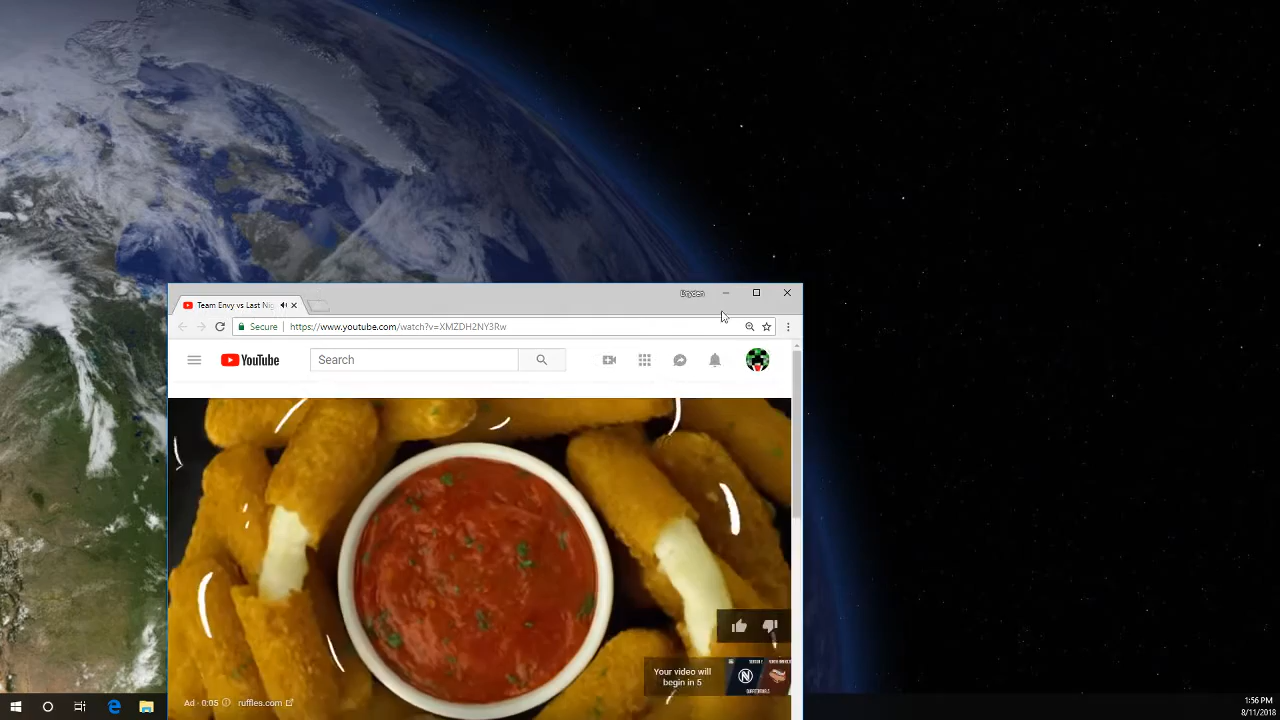 Dryden
Team Envy vs Last Nig
Secure
https://www.youtube.com/watch?v=XMZDH2NY3Rw
YouTube
Search
Your video will
begin in 5
Ad · 0:05
ruffles.com
1:56 PM
8/11/2018